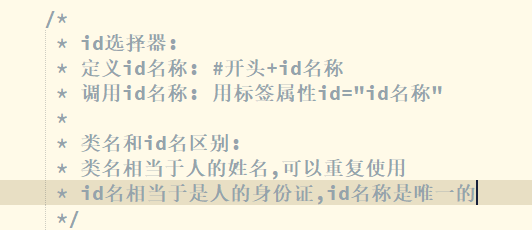 /*
* id选择器:
* 定义id名称: #开头+id名称
* 调用id名称: 用标签属性id="id名称"
*
* 类名和id名区别:
* 类名相当于人的姓名,可以重复使用
* id名相当于是人的身份证,id名称是唯一的
*/